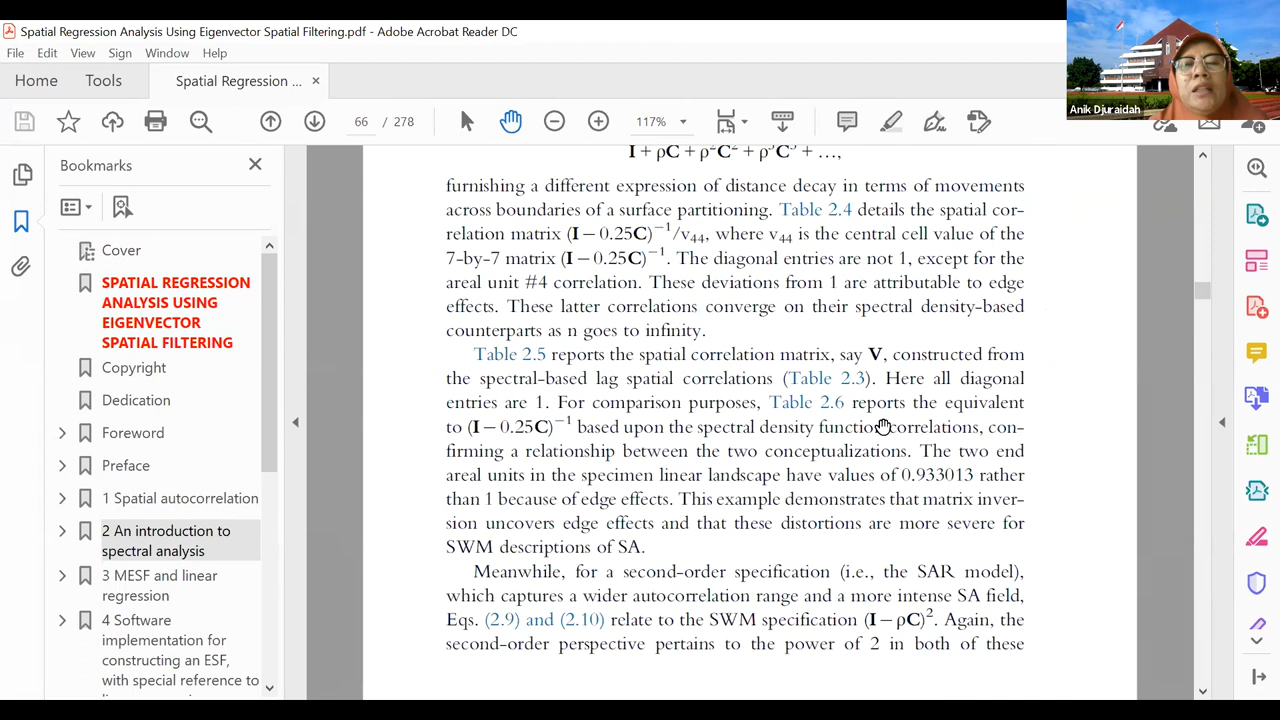 Spatial Regression Analysis Using Eigenvector Spatial Filtering.pdf - Adobe Acrobat Reader DC
File Edit View Sign Window Help
Home Tools Spatial Regression ... ×
66 / 278 117%
Anik Djuraidah
Bookmarks
Cover
SPATIAL REGRESSION
ANALYSIS USING
EIGENVECTOR
SPATIAL FILTERING
Copyright
Dedication
Foreword
Preface
1 Spatial autocorrelation
2 An introduction to
spectral analysis
3 MESF and linear
regression
4 Software
implementation for
constructing an ESF,
with special reference to
I + ρC + ρ²C² + ρ³C³ + …,
furnishing a different expression of distance decay in terms of movements
across boundaries of a surface partitioning. Table 2.4 details the spatial cor-
relation matrix (I − 0.25C)⁻¹/v₄₄, where v₄₄ is the central cell value of the
7-by-7 matrix (I − 0.25C)⁻¹. The diagonal entries are not 1, except for the
areal unit #4 correlation. These deviations from 1 are attributable to edge
effects. These latter correlations converge on their spectral density-based
counterparts as n goes to infinity.
Table 2.5 reports the spatial correlation matrix, say V, constructed from
the spectral-based lag spatial correlations (Table 2.3). Here all diagonal
entries are 1. For comparison purposes, Table 2.6 reports the equivalent
to (I − 0.25C)⁻¹ based upon the spectral density function correlations, con-
firming a relationship between the two conceptualizations. The two end
areal units in the specimen linear landscape have values of 0.933013 rather
than 1 because of edge effects. This example demonstrates that matrix inver-
sion uncovers edge effects and that these distortions are more severe for
SWM descriptions of SA.
Meanwhile, for a second-order specification (i.e., the SAR model),
which captures a wider autocorrelation range and a more intense SA field,
Eqs. (2.9) and (2.10) relate to the SWM specification (I − ρC)². Again, the
second-order perspective pertains to the power of 2 in both of these